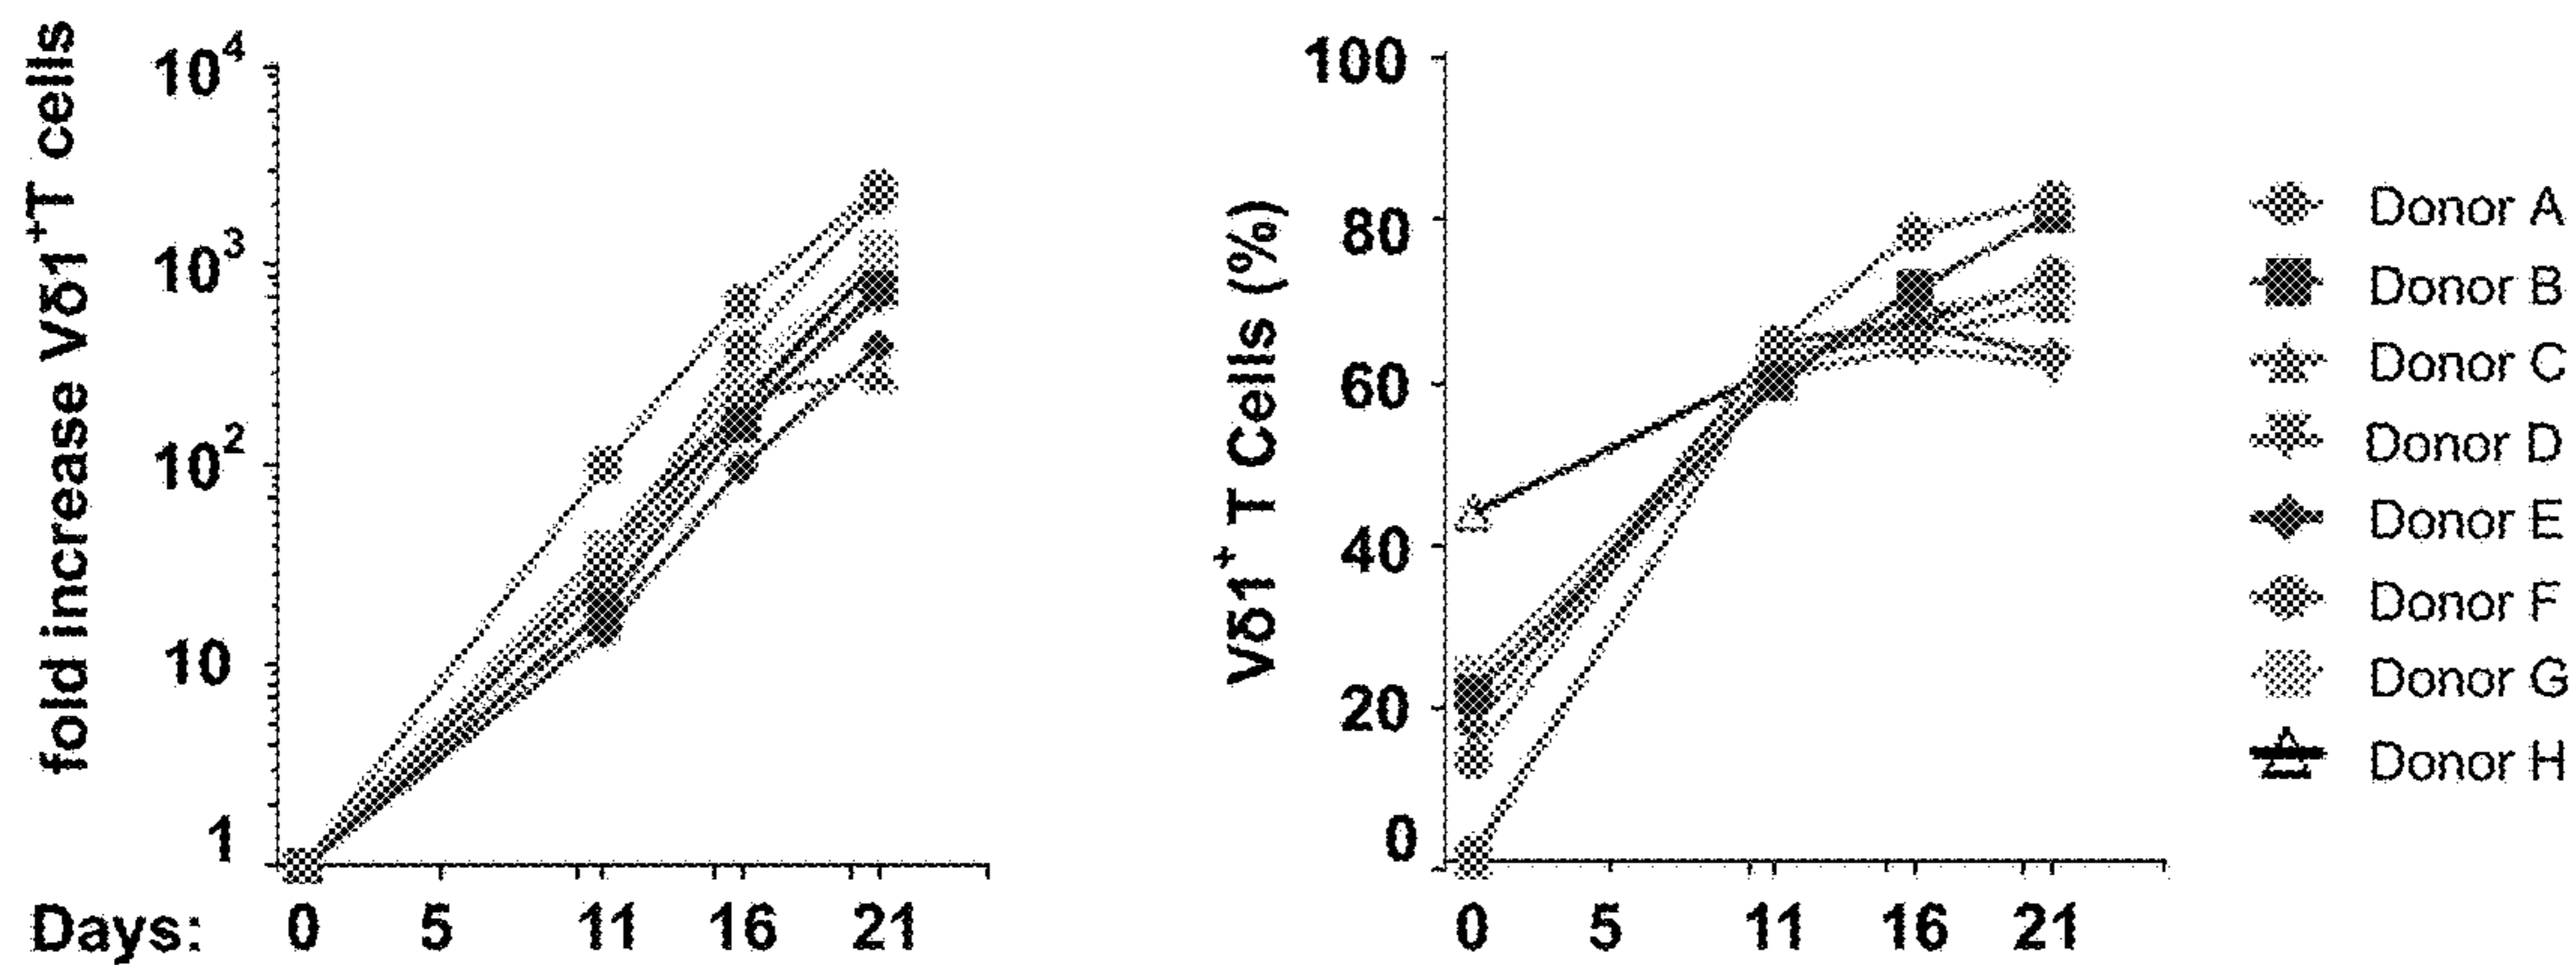 fold increase Vδ1⁺T cells
10⁴
10³
10²
10
1
Days: 0 5 11 16 21
Vδ1⁺ T Cells (%)
100
80
60
40
20
0
0 5 11 16 21
Donor A
Donor B
Donor C
Donor D
Donor E
Donor F
Donor G
Donor H